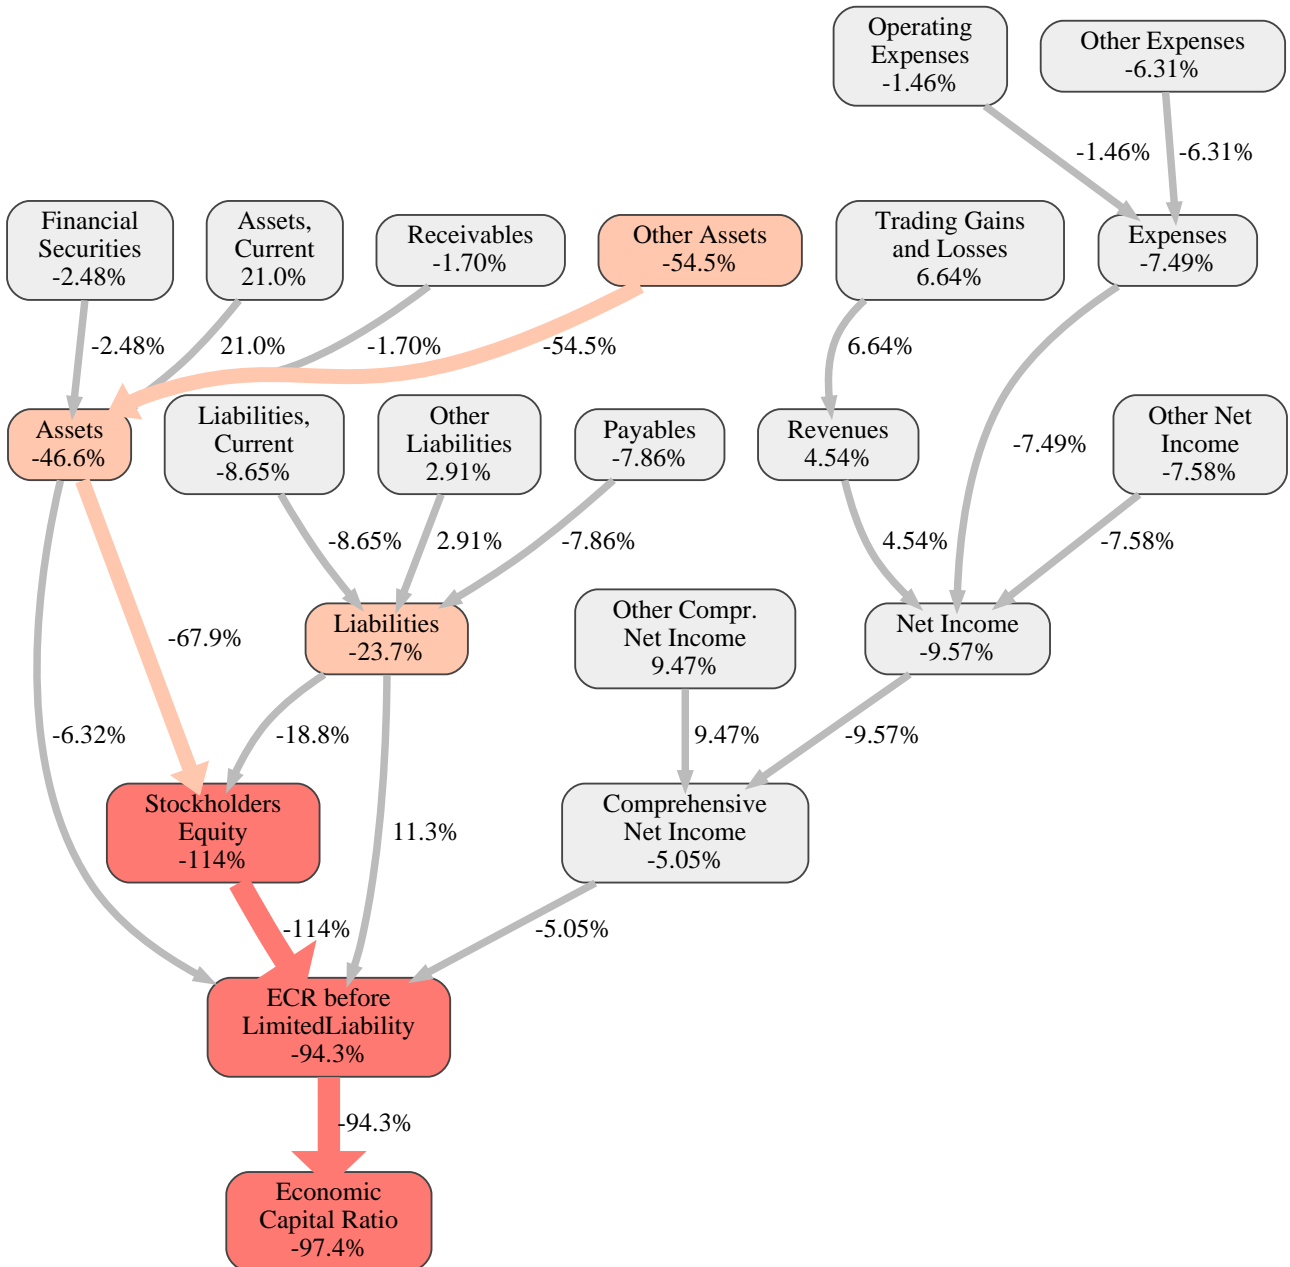 Operating
Expenses
-1.46%
Other Expenses
-6.31%
-1.46%
-6.31%
Financial
Securities
-2.48%
Assets,
Current
21.0%
Receivables
-1.70%
Other Assets
-54.5%
Trading Gains
and Losses
6.64%
Expenses
-7.49%
-2.48%
21.0%
-1.70%
-54.5%
6.64%
Assets
-46.6%
Liabilities,
Current
-8.65%
Other
Liabilities
2.91%
Payables
-7.86%
Revenues
4.54%
-7.49%
Other Net
Income
-7.58%
-8.65%
2.91%
-7.86%
4.54%
-7.58%
-67.9%
Liabilities
-23.7%
Other Compr.
Net Income
9.47%
Net Income
-9.57%
-6.32%
-18.8%
9.47%
-9.57%
Stockholders
Equity
-114%
11.3%
Comprehensive
Net Income
-5.05%
-114%
-5.05%
ECR before
LimitedLiability
-94.3%
-94.3%
Economic
Capital Ratio
-97.4%